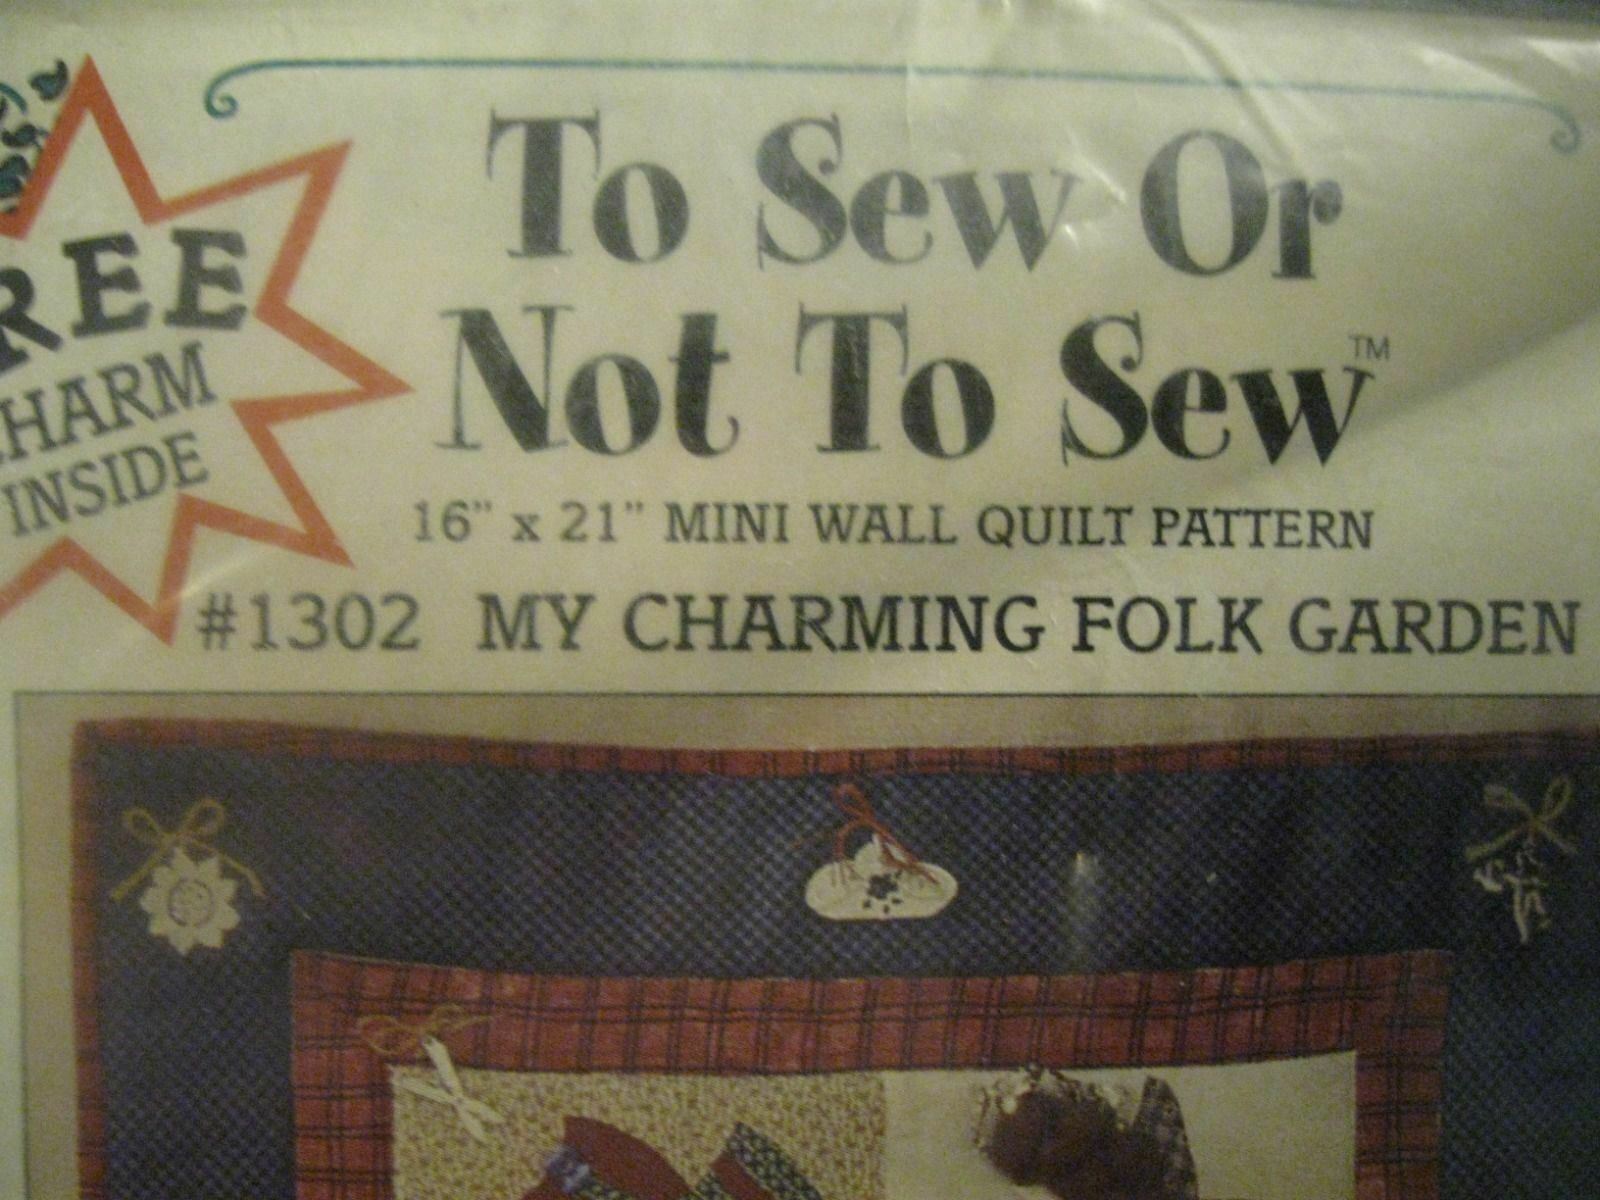 To Sew Or
Not To Sew™
16" x 21" MINI WALL QUILT PATTERN
#1302 MY CHARMING FOLK GARDEN
REE
CHARM
INSIDE